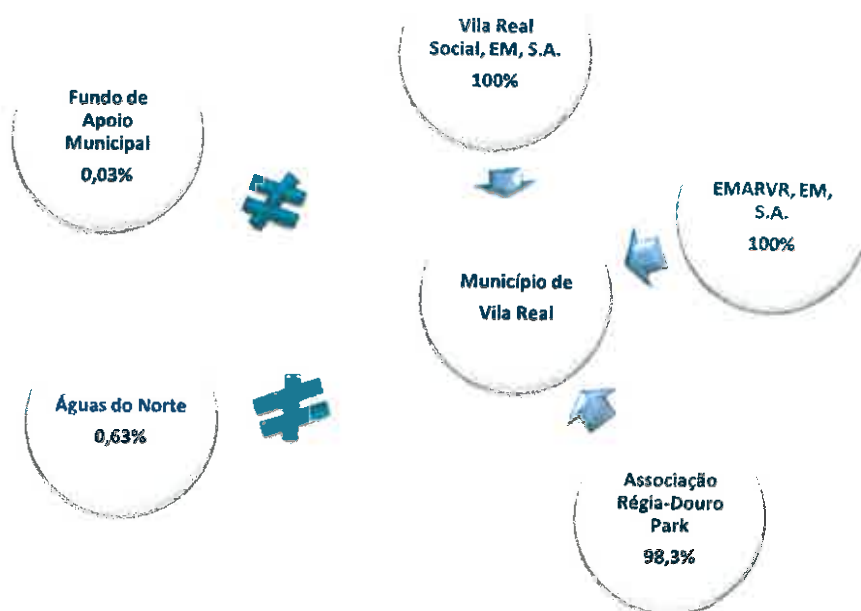 Vila Real
Social, EM, S.A.
100%
Fundo de
Apoio
Municipal
0,03%
EMARVR, EM,
S.A.
100%
Município de
Vila Real
Águas do Norte
0,63%
Associação
Régia-Douro
Park
98,3%